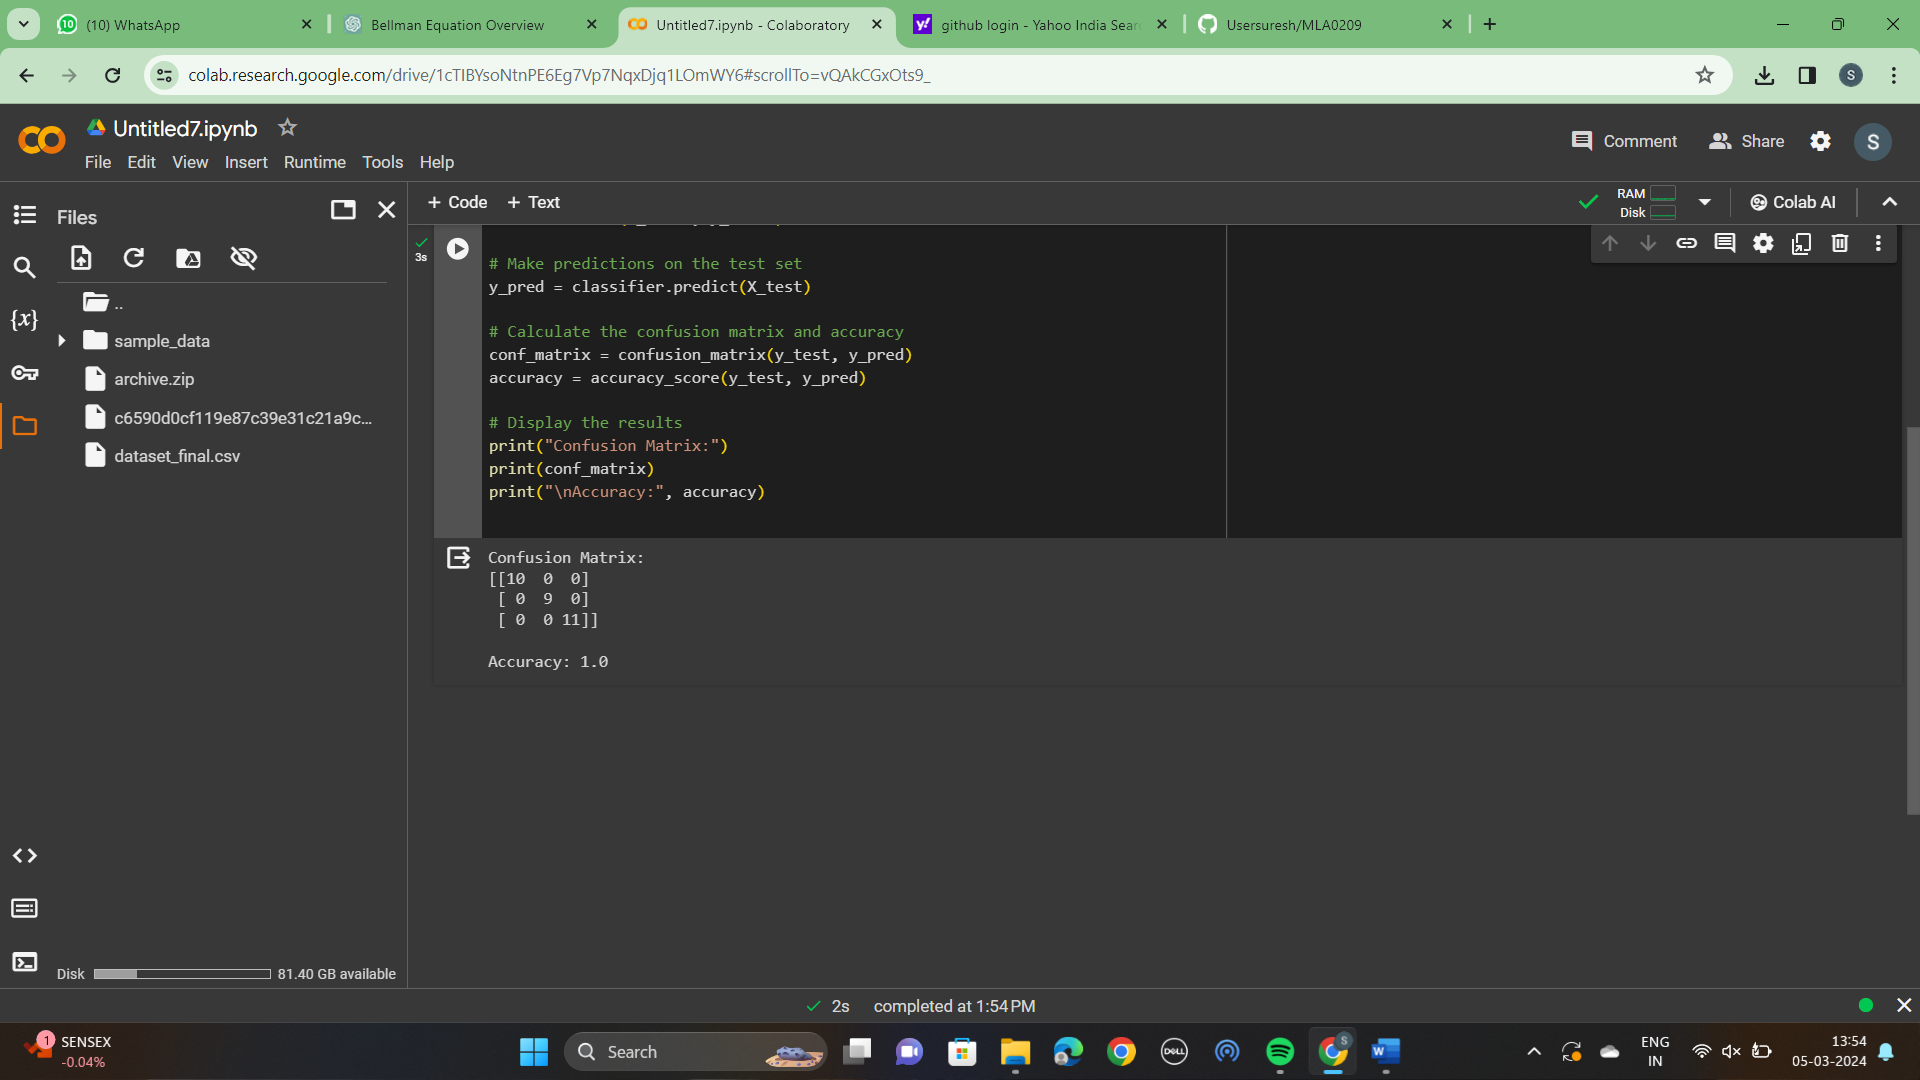 (10) WhatsApp
Bellman Equation Overview
Untitled7.ipynb - Colaboratory
github login - Yahoo India Sear
Usersuresh/MLA0209
colab.research.google.com/drive/1cTIBYsoNtnPE6Eg7Vp7NqxDjq1LOmWY6#scrollTo=vQAkCGxOts9_
S
Untitled7.ipynb
File Edit View Insert Runtime Tools Help
Comment
Share
S
Files
+ Code + Text
RAM
Disk
Colab AI
3s
# Make predictions on the test set
y_pred = classifier.predict(X_test)
# Calculate the confusion matrix and accuracy
conf_matrix = confusion_matrix(y_test, y_pred)
accuracy = accuracy_score(y_test, y_pred)
# Display the results
print("Confusion Matrix:")
print(conf_matrix)
print("\nAccuracy:", accuracy)
{x}
..
sample_data
archive.zip
c6590d0cf119e87c39e31c21a9c...
dataset_final.csv
Confusion Matrix:
[[10  0  0]
 [ 0  9  0]
 [ 0  0 11]]
Accuracy: 1.0
Disk
81.40 GB available
2s completed at 1:54 PM
1
SENSEX
-0.04%
Search
DELL
S
W
ENG
IN
13:54
05-03-2024